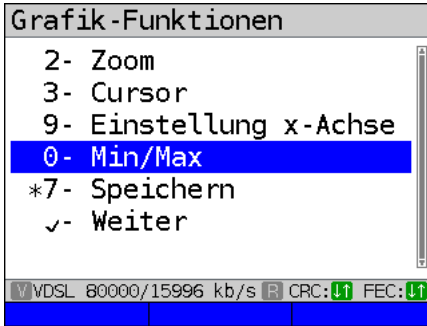 Grafik-Funktionen
2- Zoom
3- Cursor
9- Einstellung x-Achse
0- Min/Max
*7- Speichern
✓- Weiter
V VDSL 80000/15996 kb/s R CRC:↓↑ FEC:↓↑